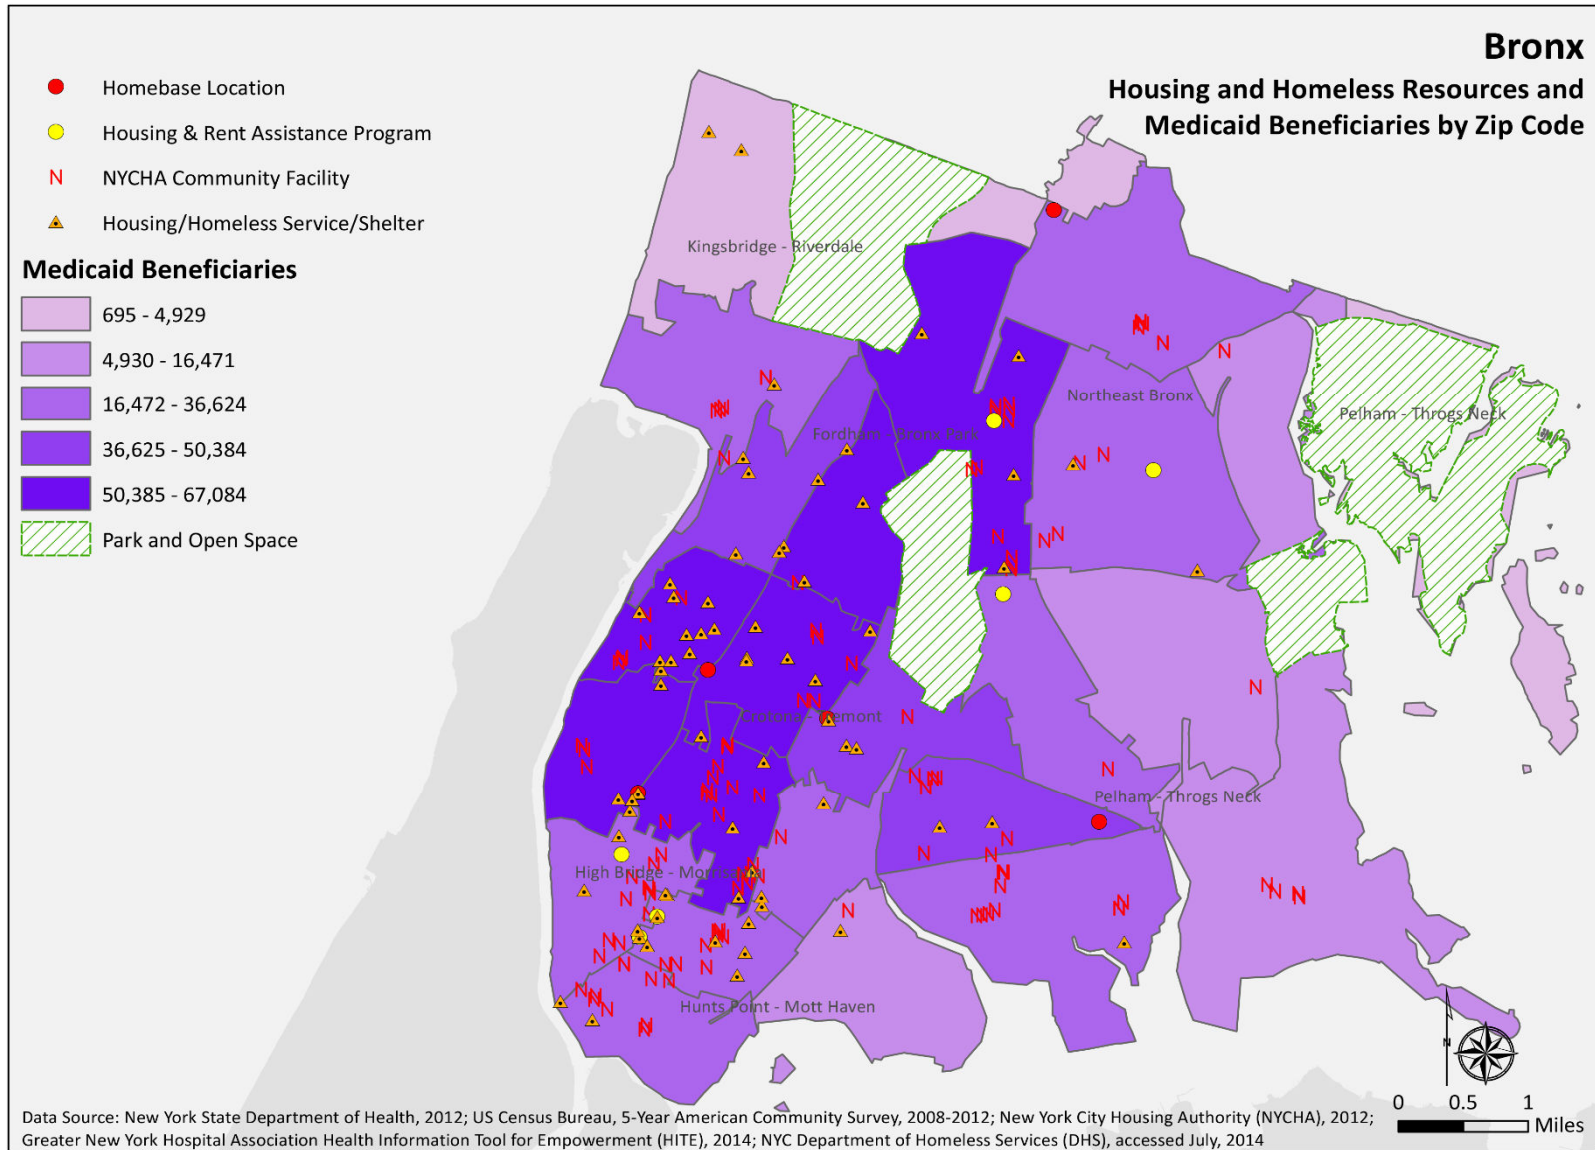 Bronx
Housing and Homeless Resources and
Medicaid Beneficiaries by Zip Code
Homebase Location
Housing & Rent Assistance Program
N NYCHA Community Facility
Housing/Homeless Service/Shelter
Medicaid Beneficiaries
695 - 4,929
4,930 - 16,471
16,472 - 36,624
36,625 - 50,384
50,385 - 67,084
Park and Open Space
Kingsbridge - Riverdale
Northeast Bronx
Pelham - Throgs Neck
Fordham - Bronx Park
Crotona - Tremont
Pelham - Throgs Neck
High Bridge - Morrisania
Hunts Point - Mott Haven
N
0 0.5 1
Miles
Data Source: New York State Department of Health, 2012; US Census Bureau, 5-Year American Community Survey, 2008-2012; New York City Housing Authority (NYCHA), 2012;
Greater New York Hospital Association Health Information Tool for Empowerment (HITE), 2014; NYC Department of Homeless Services (DHS), accessed July, 2014